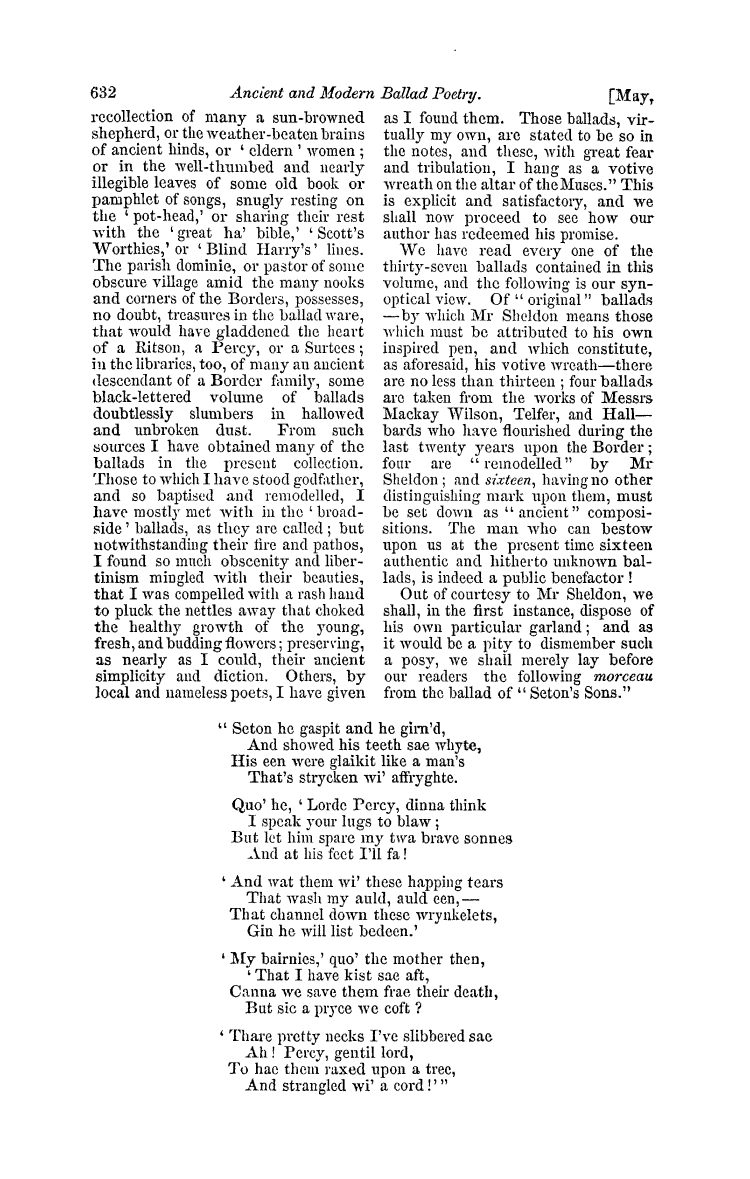 632 Ancient and Modern Ballad Poetry. [May,
recollection of many a sun-browned
shepherd, or the weather-beaten brains
of ancient hinds, or ‘ eldern ’ women ;
or in the well-thumbed and nearly
illegible leaves of some old book or
pamphlet of songs, snugly resting on
the ‘ pot-head,’ or sharing their rest
with the ‘great ha’ bible,’ ‘ Scott’s
Worthies,’ or ‘ Blind Harry’s ’ lines.
The parish dominie, or pastor of some
obscure village amid the many nooks
and corners of the Borders, possesses,
no doubt, treasures in the ballad ware,
that would have gladdened the heart
of a Ritson, a Percy, or a Surtees ;
in the libraries, too, of many an ancient
descendant of a Border family, some
black-lettered volume of ballads
doubtlessly slumbers in hallowed
and unbroken dust. From such
sources I have obtained many of the
ballads in the present collection.
Those to which I have stood godfather,
and so baptised and remodelled, I
have mostly met with in the ‘ broad-
side ’ ballads, as they are called ; but
notwithstanding their fire and pathos,
I found so much obscenity and liber-
tinism mingled with their beauties,
that I was compelled with a rash hand
to pluck the nettles away that choked
the healthy growth of the young,
fresh, and budding flowers ; preserving,
as nearly as I could, their ancient
simplicity and diction. Others, by
local and nameless poets, I have given
as I found them. Those ballads, vir-
tually my own, are stated to be so in
the notes, and these, with great fear
and tribulation, I hang as a votive
wreath on the altar of the Muses.” This
is explicit and satisfactory, and we
shall now proceed to see how our
author has redeemed his promise.
We have read every one of the
thirty-seven ballads contained in this
volume, and the following is our syn-
optical view. Of “ original ” ballads
—by which Mr Sheldon means those
which must be attributed to his own
inspired pen, and which constitute,
as aforesaid, his votive wreath—there
are no less than thirteen ; four ballads
are taken from the works of Messrs
Mackay Wilson, Telfer, and Hall—
bards who have flourished during the
last twenty years upon the Border ;
four are “ remodelled ” by Mr
Sheldon ; and sixteen, having no other
distinguishing mark upon them, must
be set down as “ ancient ” composi-
sitions. The man who can bestow
upon us at the present time sixteen
authentic and hitherto unknown bal-
lads, is indeed a public benefactor !
Out of courtesy to Mr Sheldon, we
shall, in the first instance, dispose of
his own particular garland ; and as
it would be a pity to dismember such
a posy, we shall merely lay before
our readers the following morceau
from the ballad of “ Seton’s Sons.”
“ Seton he gaspit and he girn’d,
And showed his teeth sae whyte,
His een were glaikit like a man’s
That’s strycken wi’ affryghte.
Quo’ he, ‘ Lorde Percy, dinna think
I speak your lugs to blaw ;
But let him spare my twa brave sonnes
And at his feet I’ll fa !
‘ And wat them wi’ these happing tears
That wash my auld, auld een,—
That channel down these wrynkelets,
Gin he will list bedeen.’
‘ My bairnies,’ quo’ the mother then,
‘ That I have kist sae aft,
Canna we save them frae their death,
But sic a pryce we coft ?
‘ Thare pretty necks I’ve slibbered sae
Ah ! Percy, gentil lord,
To hae them raxed upon a tree,
And strangled wi’ a cord !’ ”